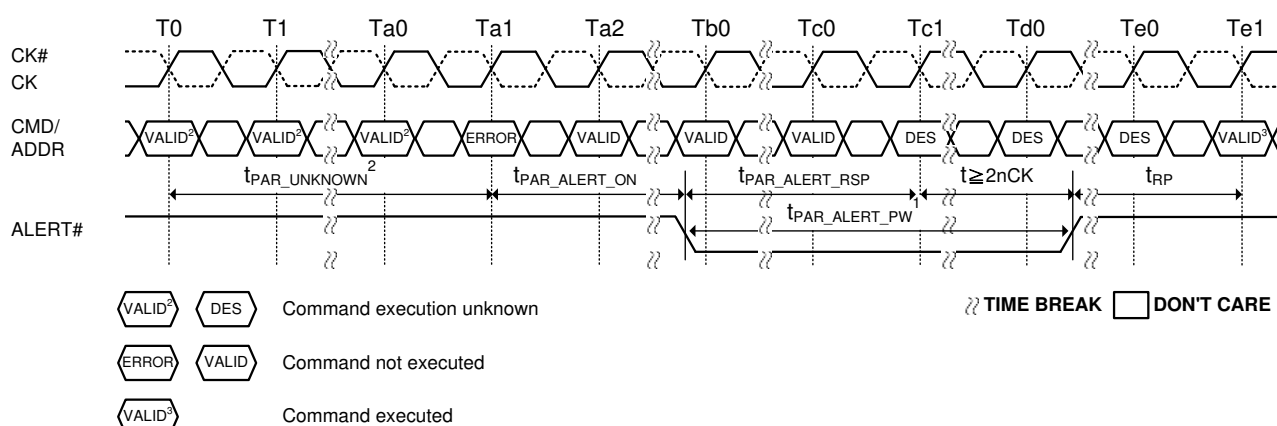 T0 T1 Ta0 Ta1 Ta2 Tb0 Tc0 Tc1 Td0 Te0 Te1
CK#
CK
CMD/
ADDR
VALID² VALID² VALID² ERROR VALID VALID VALID DES DES DES VALID³
tPAR_UNKNOWN² tPAR_ALERT_ON tPAR_ALERT_RSP t≧2nCK tRP
tPAR_ALERT_PW¹
ALERT#
VALID² DES Command execution unknown
TIME BREAK DON'T CARE
ERROR VALID Command not executed
VALID³ Command executed